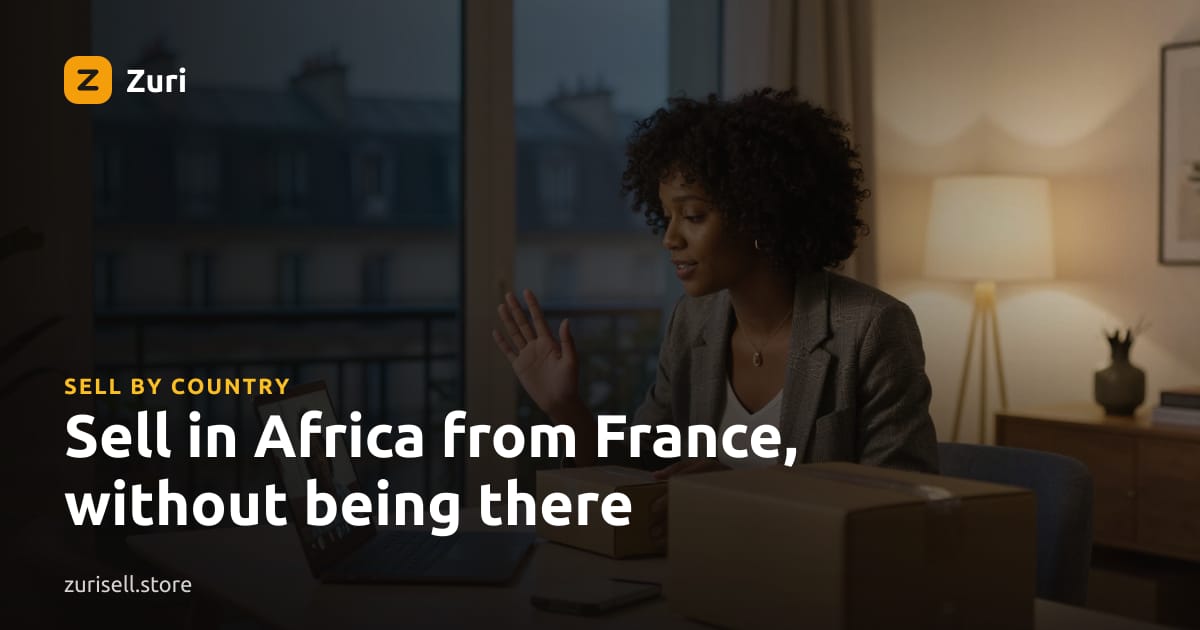 Z Zuri
SELL BY COUNTRY
Sell in Africa from France,
without being there
zurisell.store